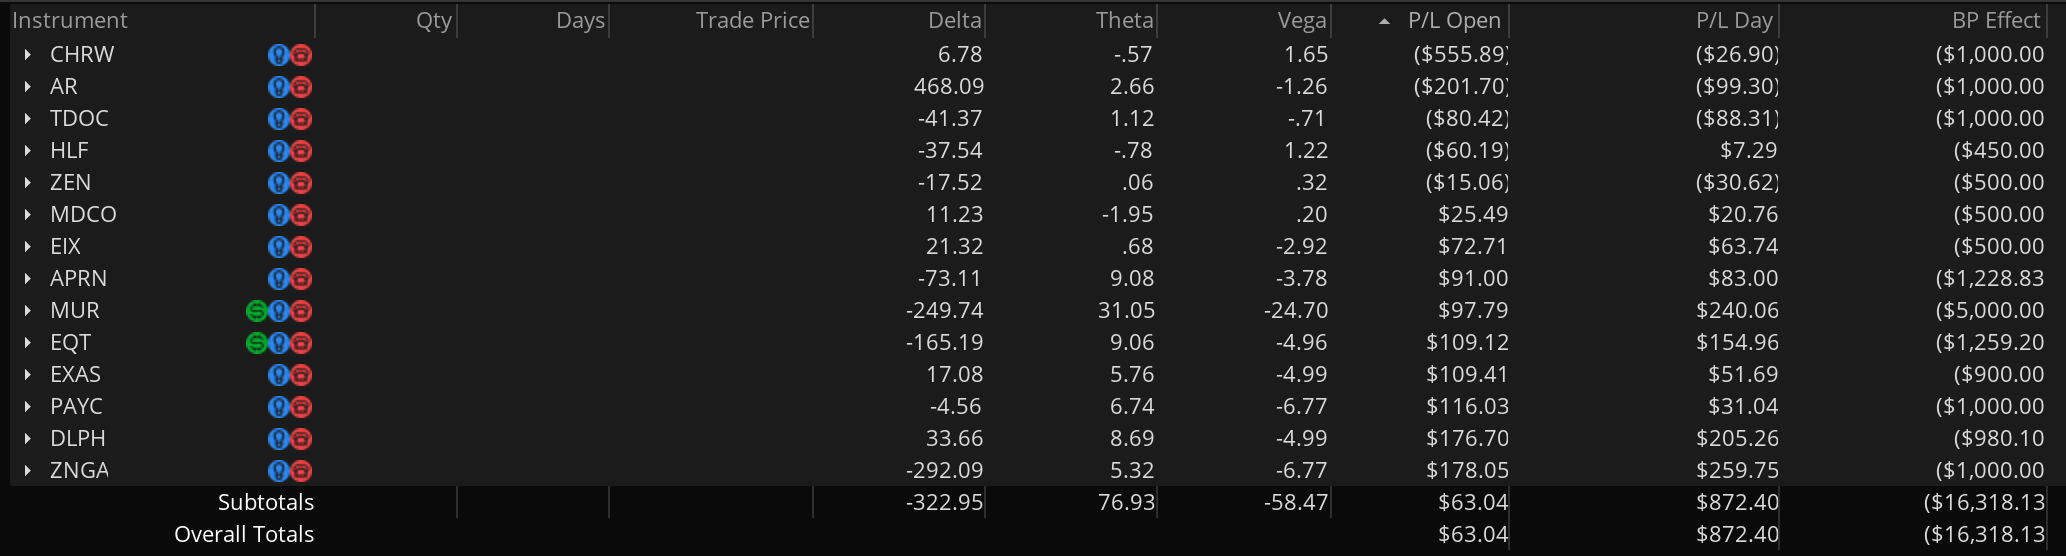 Instrument Qty Days Trade Price Delta Theta Vega P/L Open P/L Day BP Effect
CHRW 6.78 -.57 1.65 ($555.89) ($26.90) ($1,000.00
AR 468.09 2.66 -1.26 ($201.70) ($99.30) ($1,000.00
TDOC -41.37 1.12 -.71 ($80.42) ($88.31) ($1,000.00
HLF -37.54 -.78 1.22 ($60.19) $7.29 ($450.00
ZEN -17.52 .06 .32 ($15.06) ($30.62) ($500.00
MDCO 11.23 -1.95 .20 $25.49 $20.76 ($500.00
EIX 21.32 .68 -2.92 $72.71 $63.74 ($500.00
APRN -73.11 9.08 -3.78 $91.00 $83.00 ($1,228.83
MUR $ -249.74 31.05 -24.70 $97.79 $240.06 ($5,000.00
EQT $ -165.19 9.06 -4.96 $109.12 $154.96 ($1,259.20
EXAS 17.08 5.76 -4.99 $109.41 $51.69 ($900.00
PAYC -4.56 6.74 -6.77 $116.03 $31.04 ($1,000.00
DLPH 33.66 8.69 -4.99 $176.70 $205.26 ($980.10
ZNGA -292.09 5.32 -6.77 $178.05 $259.75 ($1,000.00
Subtotals -322.95 76.93 -58.47 $63.04 $872.40 ($16,318.13
Overall Totals $63.04 $872.40 ($16,318.13